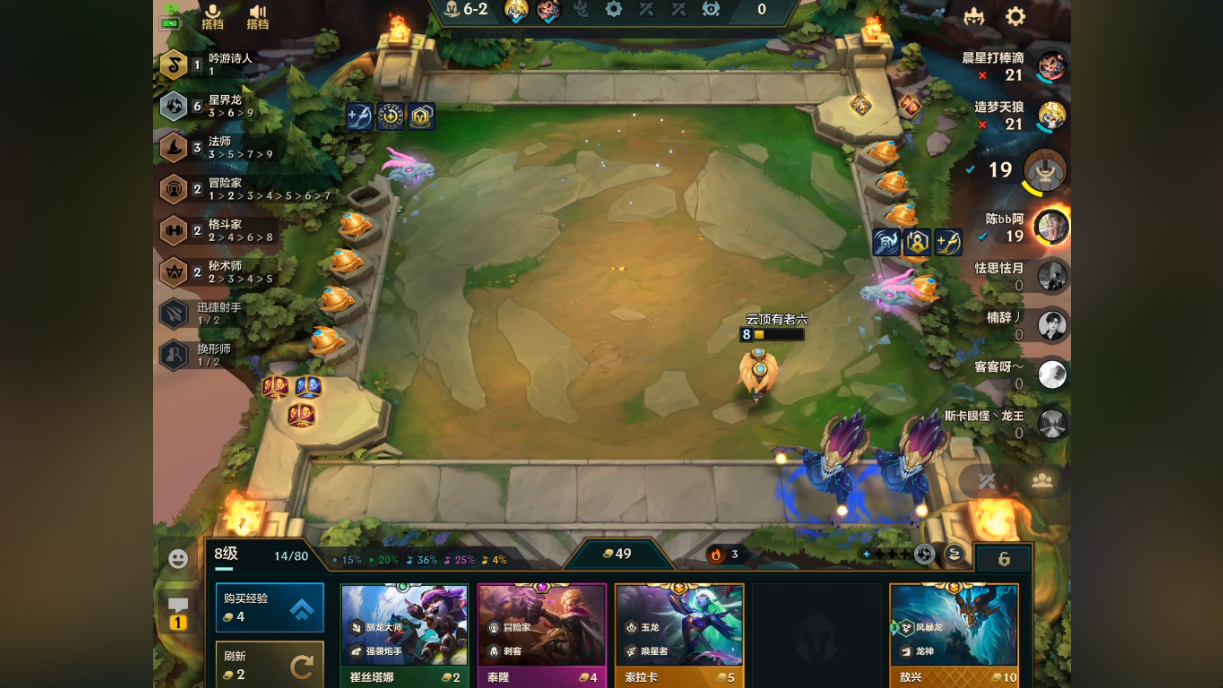 搭档
搭档
6-2
0
1
吟游诗人
1
6
星界龙
3 > 6 > 9
3
法师
3 > 5 > 7 > 9
2
冒险家
1 > 2 > 3 > 4 > 5 > 6 > 7
2
格斗家
2 > 4 > 6 > 8
2
秘术师
2 > 3 > 4 > 5
迅捷射手
1 / 2
换形师
1 / 2
晨星打棒滴
21
造梦天狼
21
19
陈bb阿
19
怯思怯月
0
楠辞丿
0
客客呀～
0
斯卡眼怪丶龙王
0
云顶有老六
8
8级
14/80
15%
20%
36%
25%
4%
49
3
6
1
购买经验
4
刷新
2
驯龙大师
强袭炮手
崔丝塔娜
2
冒险家
刺客
泰隆
4
玉龙
唤星者
索拉卡
5
风暴龙
龙神
敖兴
10